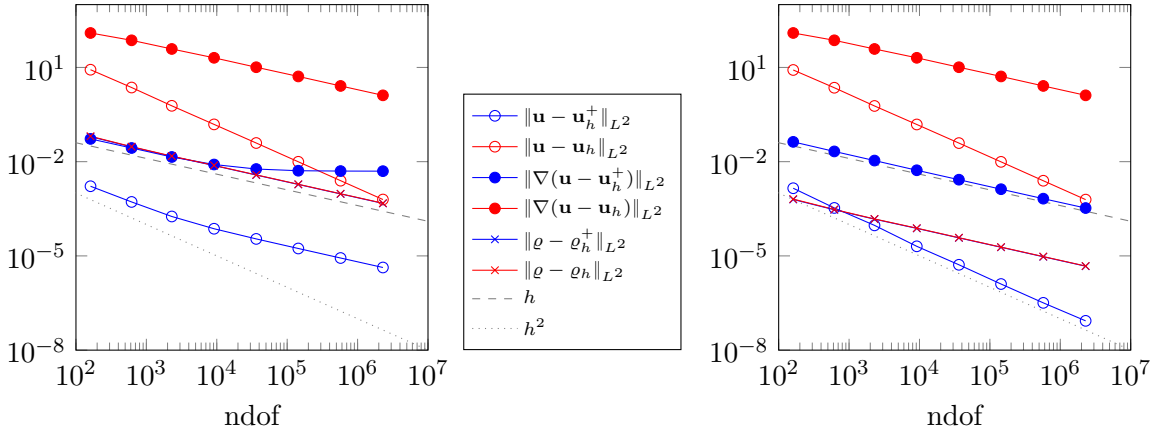 10^1
10^{-2}
10^{-5}
10^{-8}
10^2 10^3 10^4 10^5 10^6 10^7
ndof
‖u − u_h^+‖_{L^2}
‖u − u_h‖_{L^2}
‖∇(u − u_h^+)‖_{L^2}
‖∇(u − u_h)‖_{L^2}
‖ϱ − ϱ_h^+‖_{L^2}
‖ϱ − ϱ_h‖_{L^2}
h
h^2
10^1
10^{-2}
10^{-5}
10^{-8}
10^2 10^3 10^4 10^5 10^6 10^7
ndof